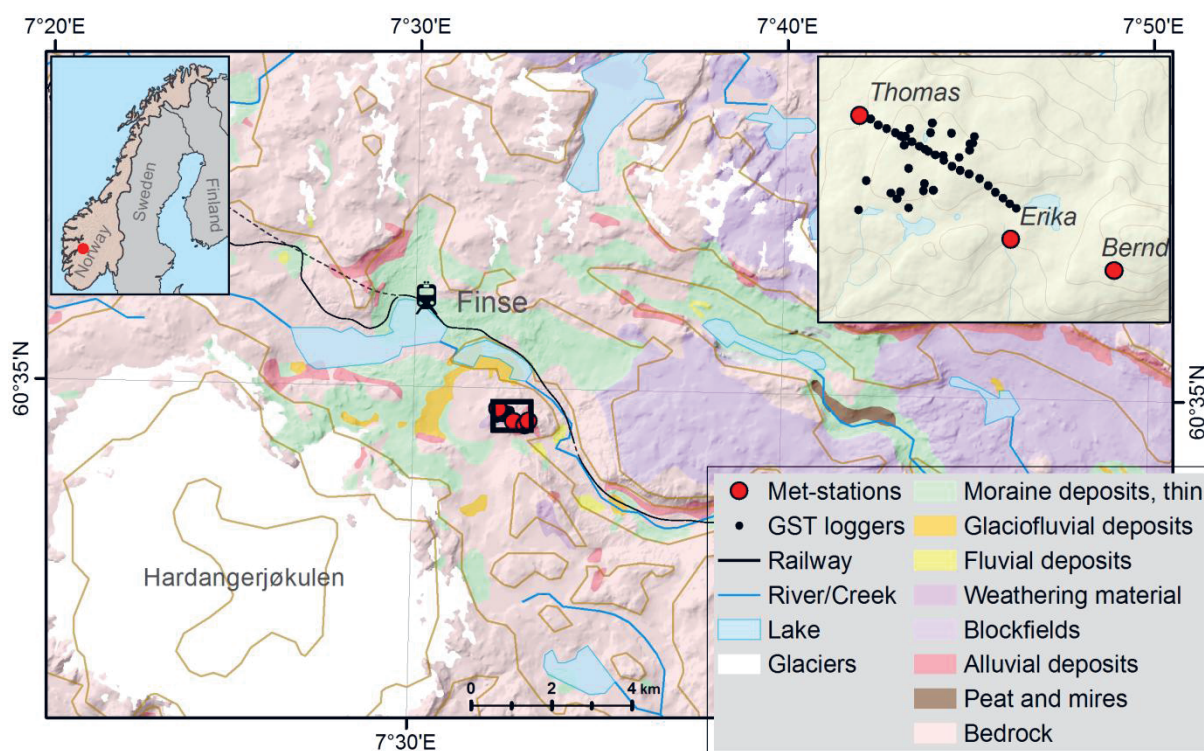 7°20'E
7°30'E
7°40'E
7°50'E
Norway
Sweden
Finland
Thomas
Erika
Bernd
Finse
60°35'N
60°35'N
Hardangerjøkulen
0 2 4 km
7°30'E
Met-stations
GST loggers
Railway
River/Creek
Lake
Glaciers
Moraine deposits, thin
Glaciofluvial deposits
Fluvial deposits
Weathering material
Blockfields
Alluvial deposits
Peat and mires
Bedrock